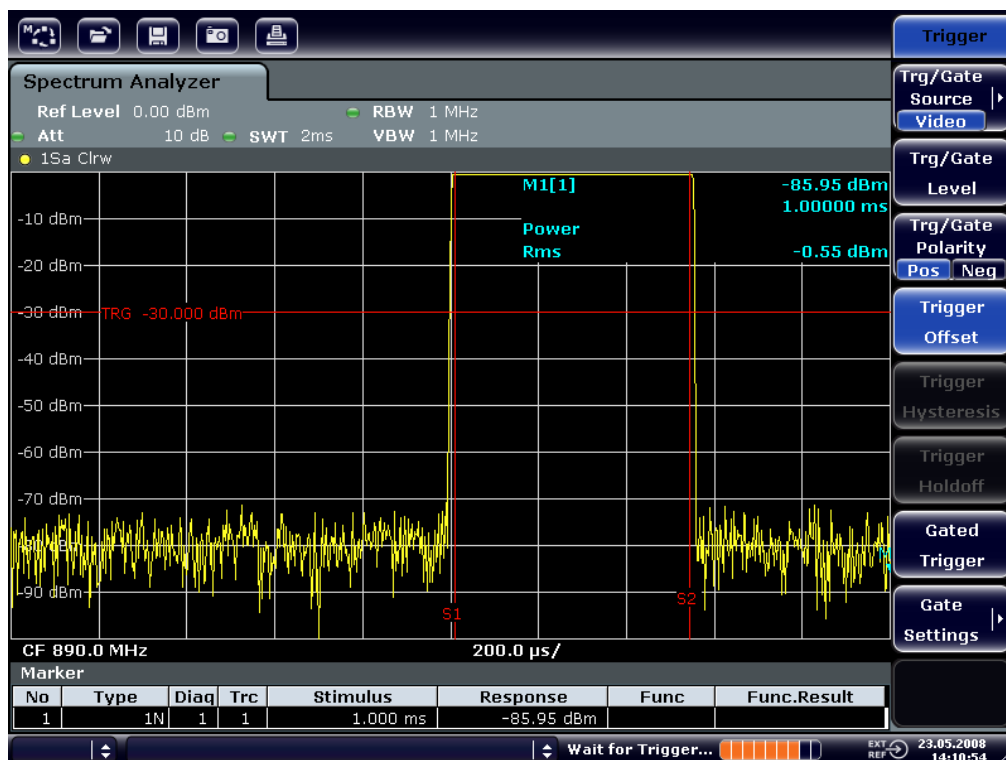 Trigger
Spectrum Analyzer
Ref Level 0.00 dBm RBW 1 MHz
Att 10 dB SWT 2ms VBW 1 MHz
1Sa Clrw
M1[1] -85.95 dBm
1.00000 ms
Power
Rms -0.55 dBm
-10 dBm
-20 dBm
-30 dBm
TRG -30.000 dBm
-40 dBm
-50 dBm
-60 dBm
-70 dBm
-80 dBm
-90 dBm
S1
S2
CF 890.0 MHz 200.0 µs/
Marker
No Type Diag Trc Stimulus Response Func Func.Result
1 1N 1 1 1.000 ms -85.95 dBm
Trg/Gate
Source
Video
Trg/Gate
Level
Trg/Gate
Polarity
Pos Neg
Trigger
Offset
Trigger
Hysteresis
Trigger
Holdoff
Gated
Trigger
Gate
Settings
Wait for Trigger...
EXT
REF
23.05.2008
14:10:54